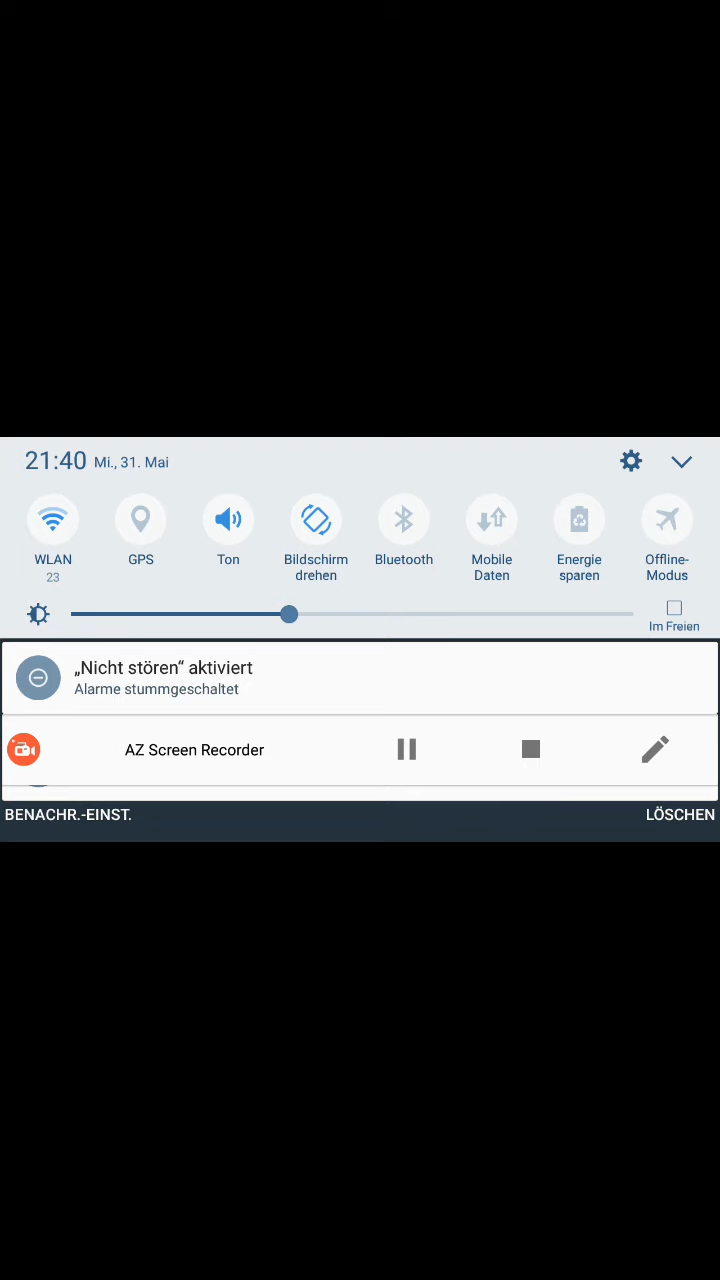 21:40 Mi., 31. Mai
WLAN
23
GPS
Ton
Bildschirm
drehen
Bluetooth
Mobile
Daten
Energie
sparen
Offline-
Modus
Im Freien
„Nicht stören“ aktiviert
Alarme stummgeschaltet
AZ Screen Recorder
BENACHR.-EINST.
LÖSCHEN